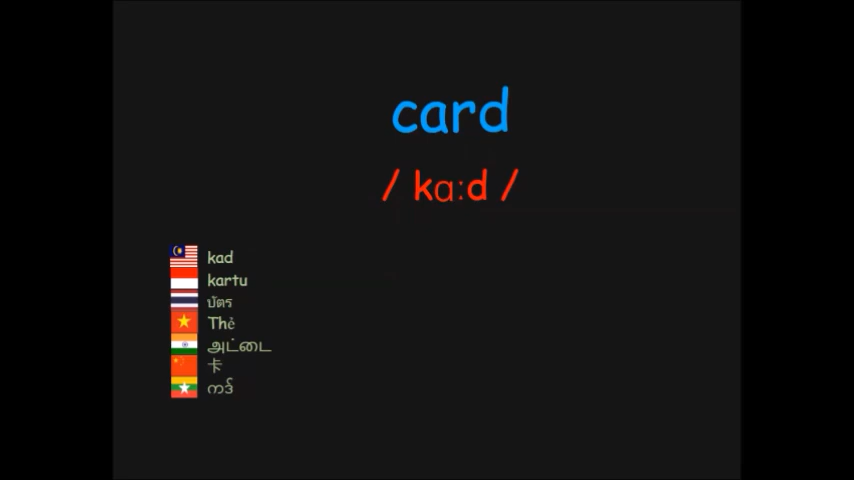 card
/ kɑːd /
kad
kartu
บัตร
Thẻ
அட்டை
卡
ကဒ်